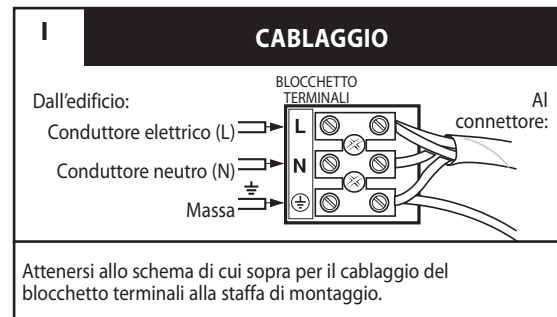 I
CABLAGGIO
BLOCCHETTO
TERMINALI
Dall'edificio:
Al
connettore:
Conduttore elettrico (L)
L
Conduttore neutro (N)
N
Massa
Attenersi allo schema di cui sopra per il cablaggio del
blocchetto terminali alla staffa di montaggio.